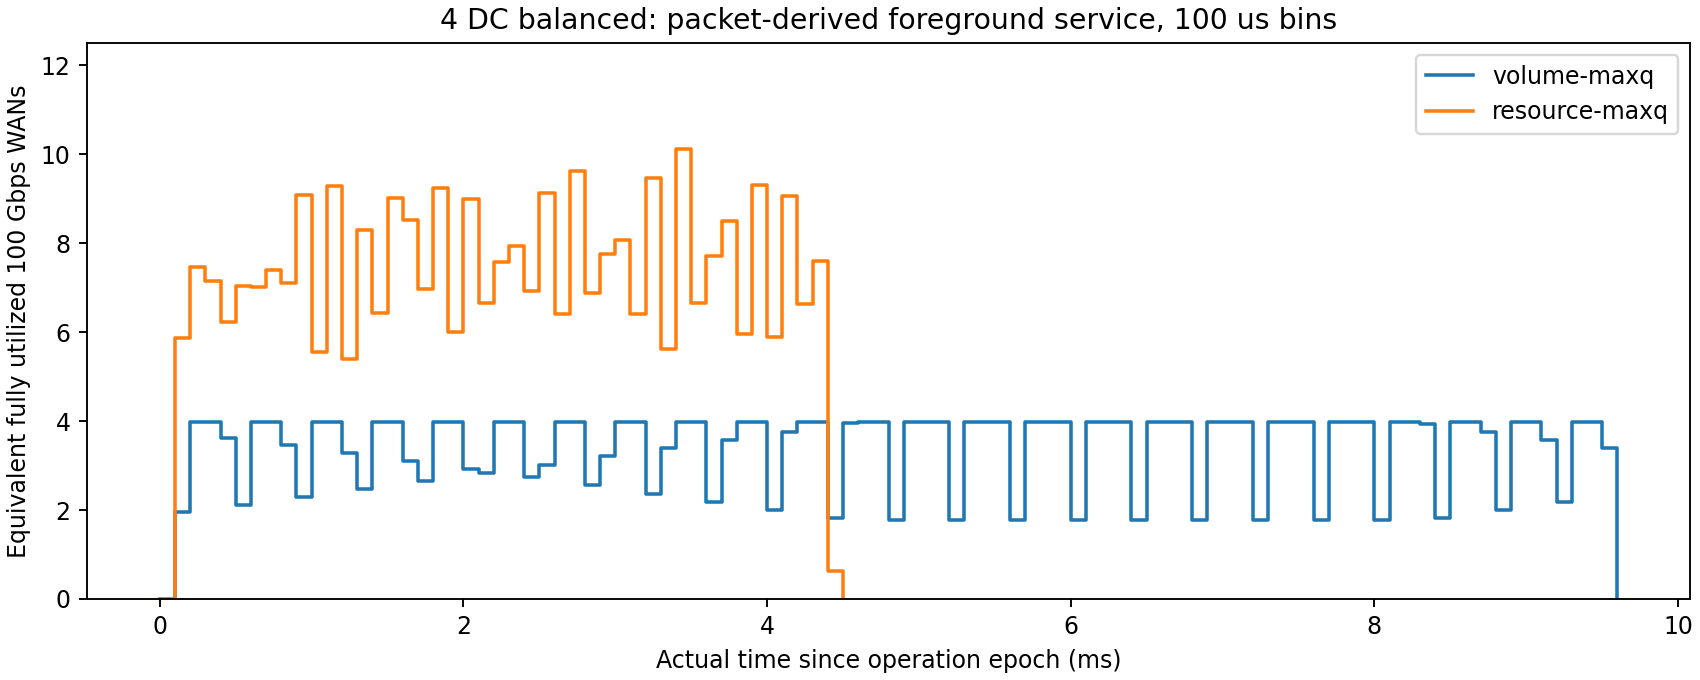 4 DC balanced: packet-derived foreground service, 100 us bins
Equivalent fully utilized 100 Gbps WANs
12
10
8
6
4
2
0
volume-maxq
resource-maxq
0 2 4 6 8 10
Actual time since operation epoch (ms)